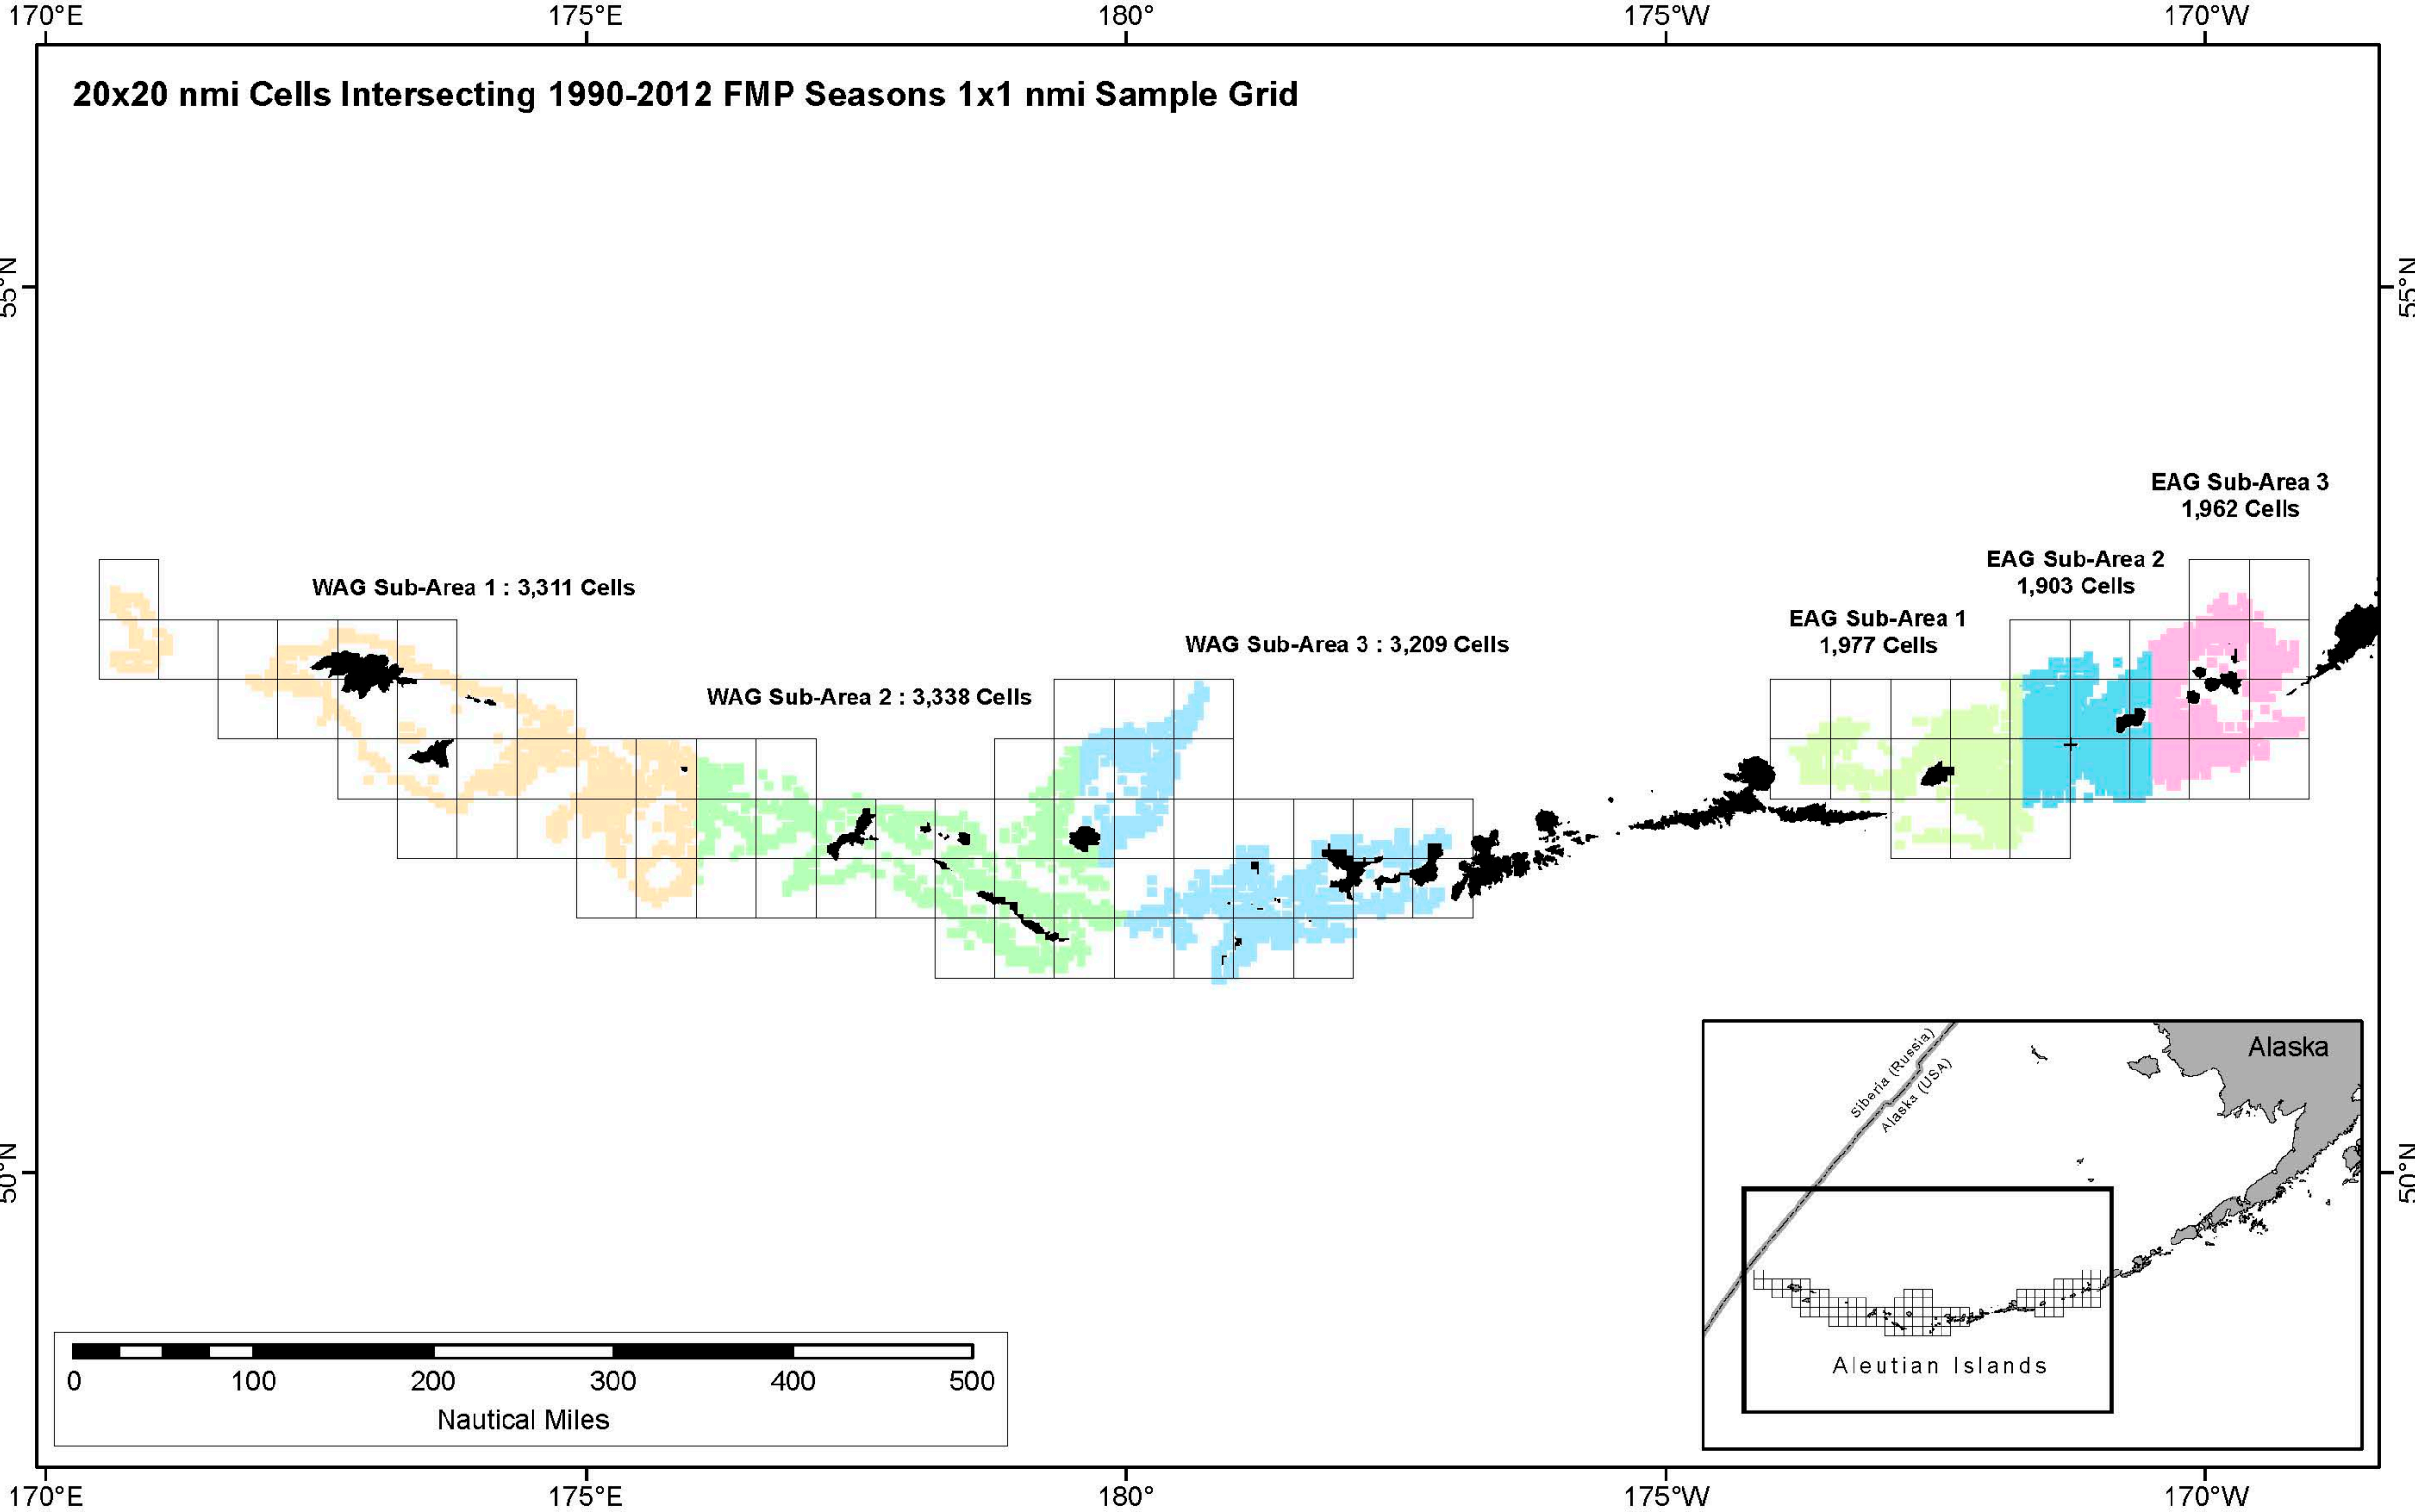 170°E 175°E 180° 175°W 170°W
20x20 nmi Cells Intersecting 1990-2012 FMP Seasons 1x1 nmi Sample Grid
55°N 55°N
EAG Sub-Area 3
1,962 Cells
EAG Sub-Area 2
1,903 Cells
WAG Sub-Area 1 : 3,311 Cells
EAG Sub-Area 1
1,977 Cells
WAG Sub-Area 3 : 3,209 Cells
WAG Sub-Area 2 : 3,338 Cells
Alaska
Siberia (Russia)
Alaska (USA)
50°N 50°N
Aleutian Islands
0 100 200 300 400 500
Nautical Miles
170°E 175°E 180° 175°W 170°W